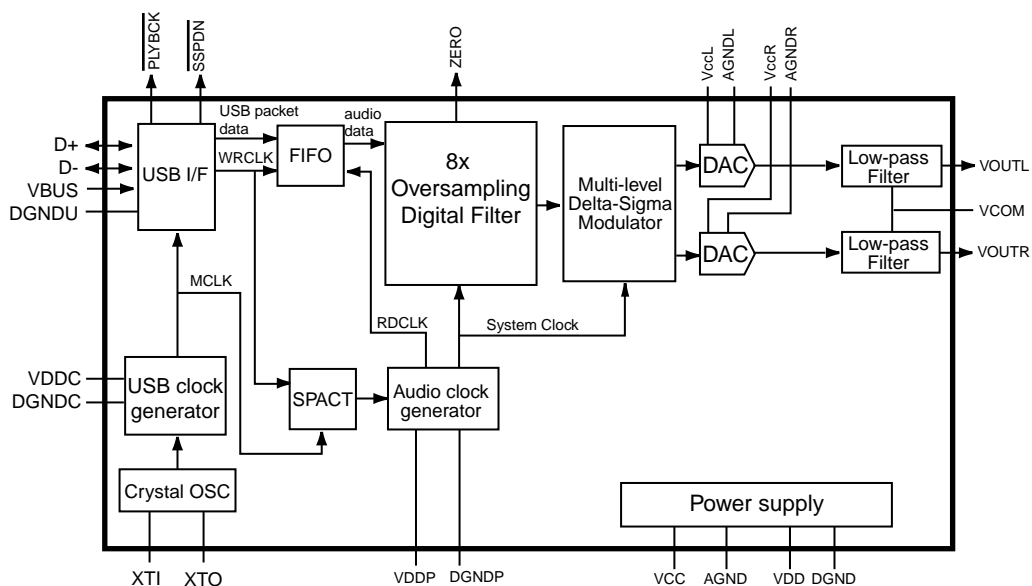 PLYBCK
SSPDN
ZERO
VccL
AGNDL
VccR
AGNDR
USB packet
data
audio
data
D+
D-
VBUS
DGNDU
USB I/F
WRCLK
FIFO
8x
Oversampling
Digital Filter
Multi-level
Delta-Sigma
Modulator
DAC
DAC
Low-pass
Filter
Low-pass
Filter
VOUTL
VCOM
VOUTR
MCLK
RDCLK
System Clock
VDDC
DGNDC
USB clock
generator
SPACT
Audio clock
generator
Crystal OSC
Power supply
XTI
XTO
VDDP
DGNDP
VCC
AGND
VDD
DGND